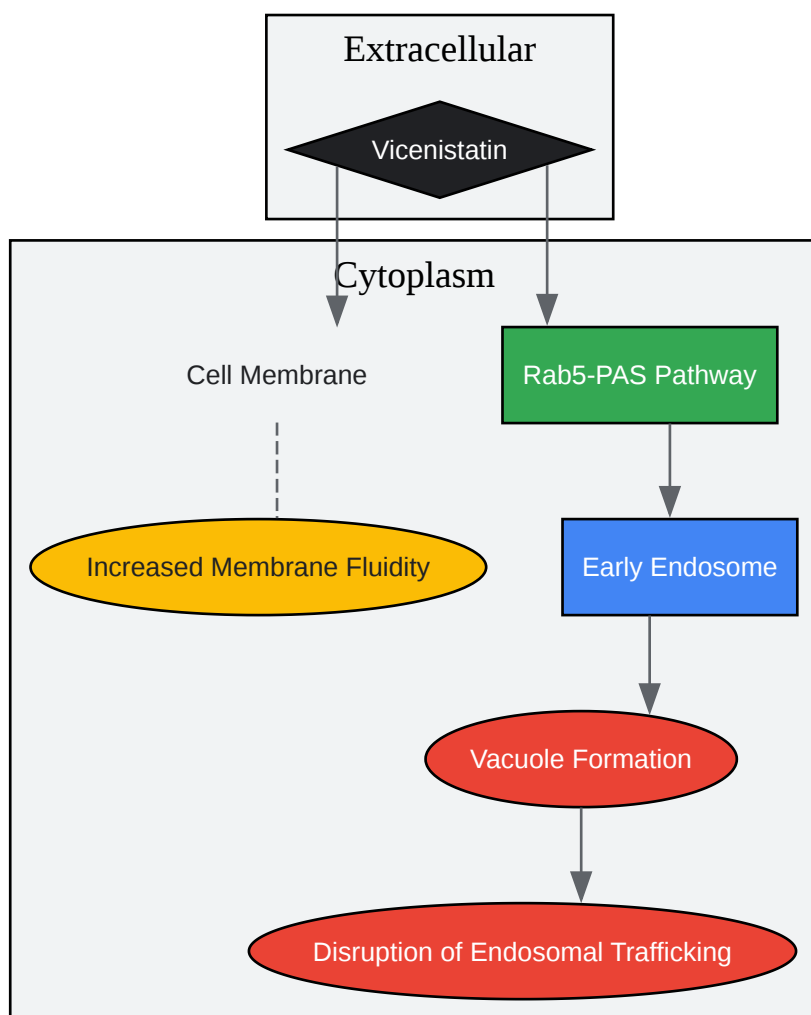 Extracellular
Vicenistatin
Cytoplasm
Cell Membrane
Rab5-PAS Pathway
Increased Membrane Fluidity
Early Endosome
Vacuole Formation
Disruption of Endosomal Trafficking